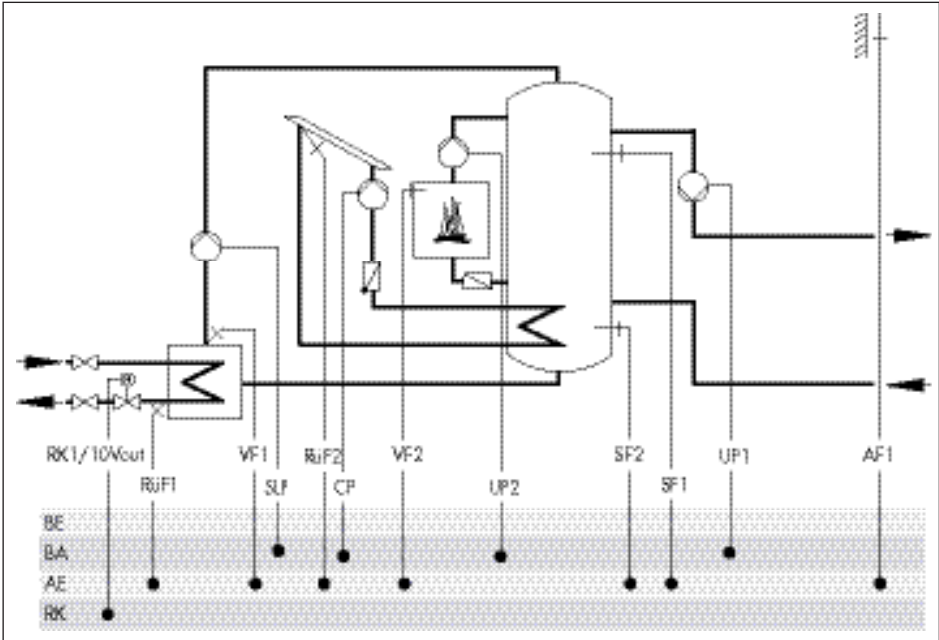 RK1/10Vout VF1 RüF2 VF2 SF2 UP1 AF1
RüF1 SLP CP UP2 SF1
BE
BA
AE
RK